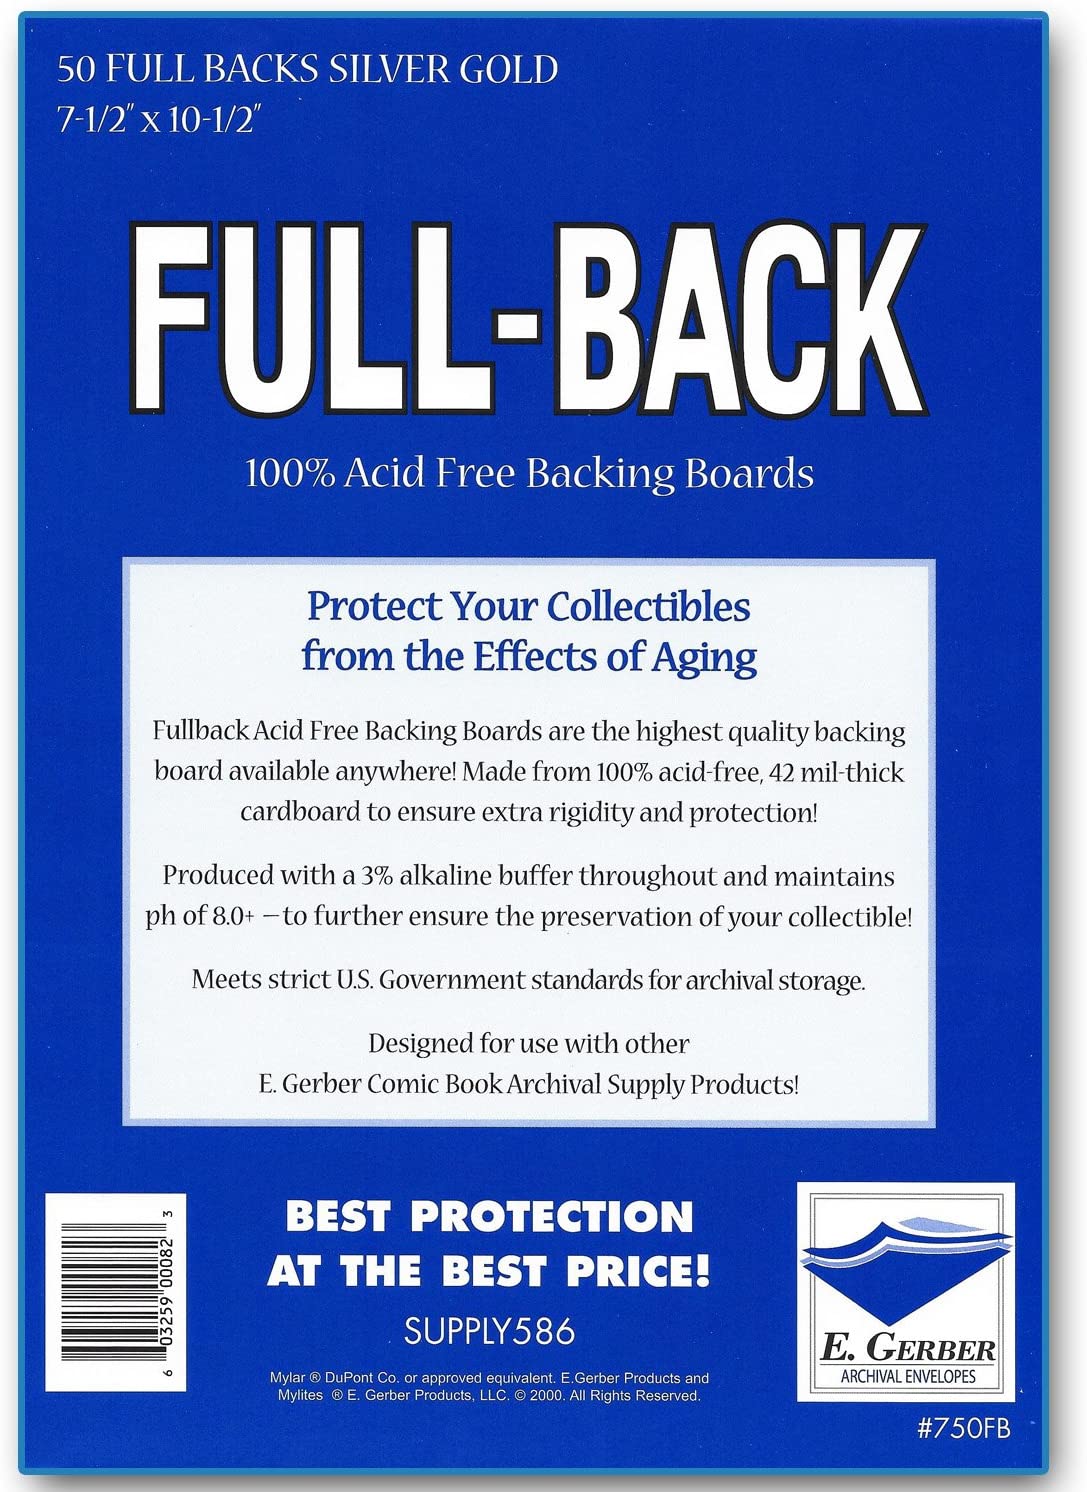 50 FULL BACKS SILVER GOLD
7-1/2" x 10-1/2"
FULL-BACK
100% Acid Free Backing Boards
Protect Your Collectibles
from the Effects of Aging
Fullback Acid Free Backing Boards are the highest quality backing
board available anywhere! Made from 100% acid-free, 42 mil-thick
cardboard to ensure extra rigidity and protection!
Produced with a 3% alkaline buffer throughout and maintains
ph of 8.0+ – to further ensure the preservation of your collectible!
Meets strict U.S. Government standards for archival storage.
Designed for use with other
E. Gerber Comic Book Archival Supply Products!
6 03259 00082 3
BEST PROTECTION
AT THE BEST PRICE!
SUPPLY586
Mylar ® DuPont Co. or approved equivalent. E.Gerber Products and
Mylites ® E. Gerber Products, LLC. © 2000. All Rights Reserved.
E. GERBER
ARCHIVAL ENVELOPES
#750FB